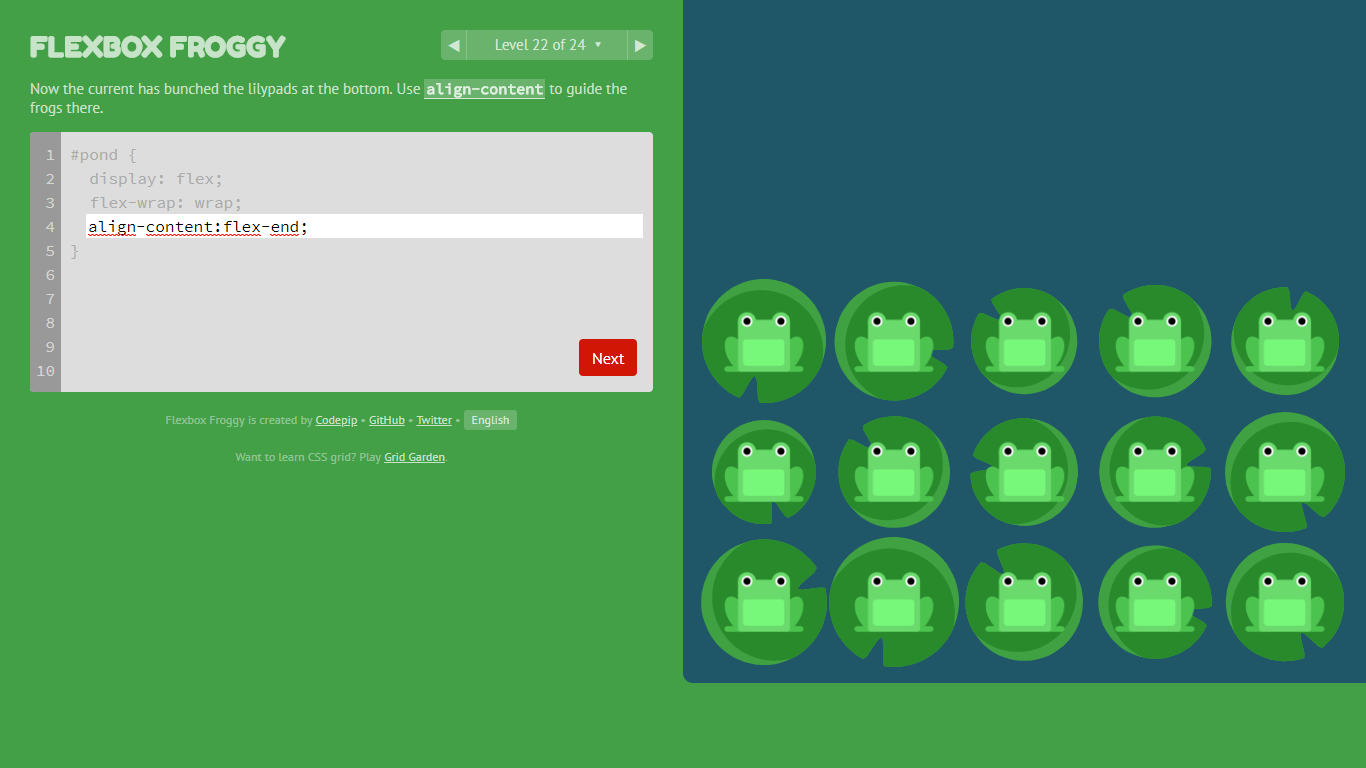 FLEXBOX FROGGY
◀ Level 22 of 24 ▼ ▶
Now the current has bunched the lilypads at the bottom. Use align-content to guide the
frogs there.
1 #pond {
2 display: flex;
3 flex-wrap: wrap;
4 align-content:flex-end;
5 }
6
7
8
9
10
Next
Flexbox Froggy is created by Codepip • GitHub • Twitter • English
Want to learn CSS grid? Play Grid Garden.